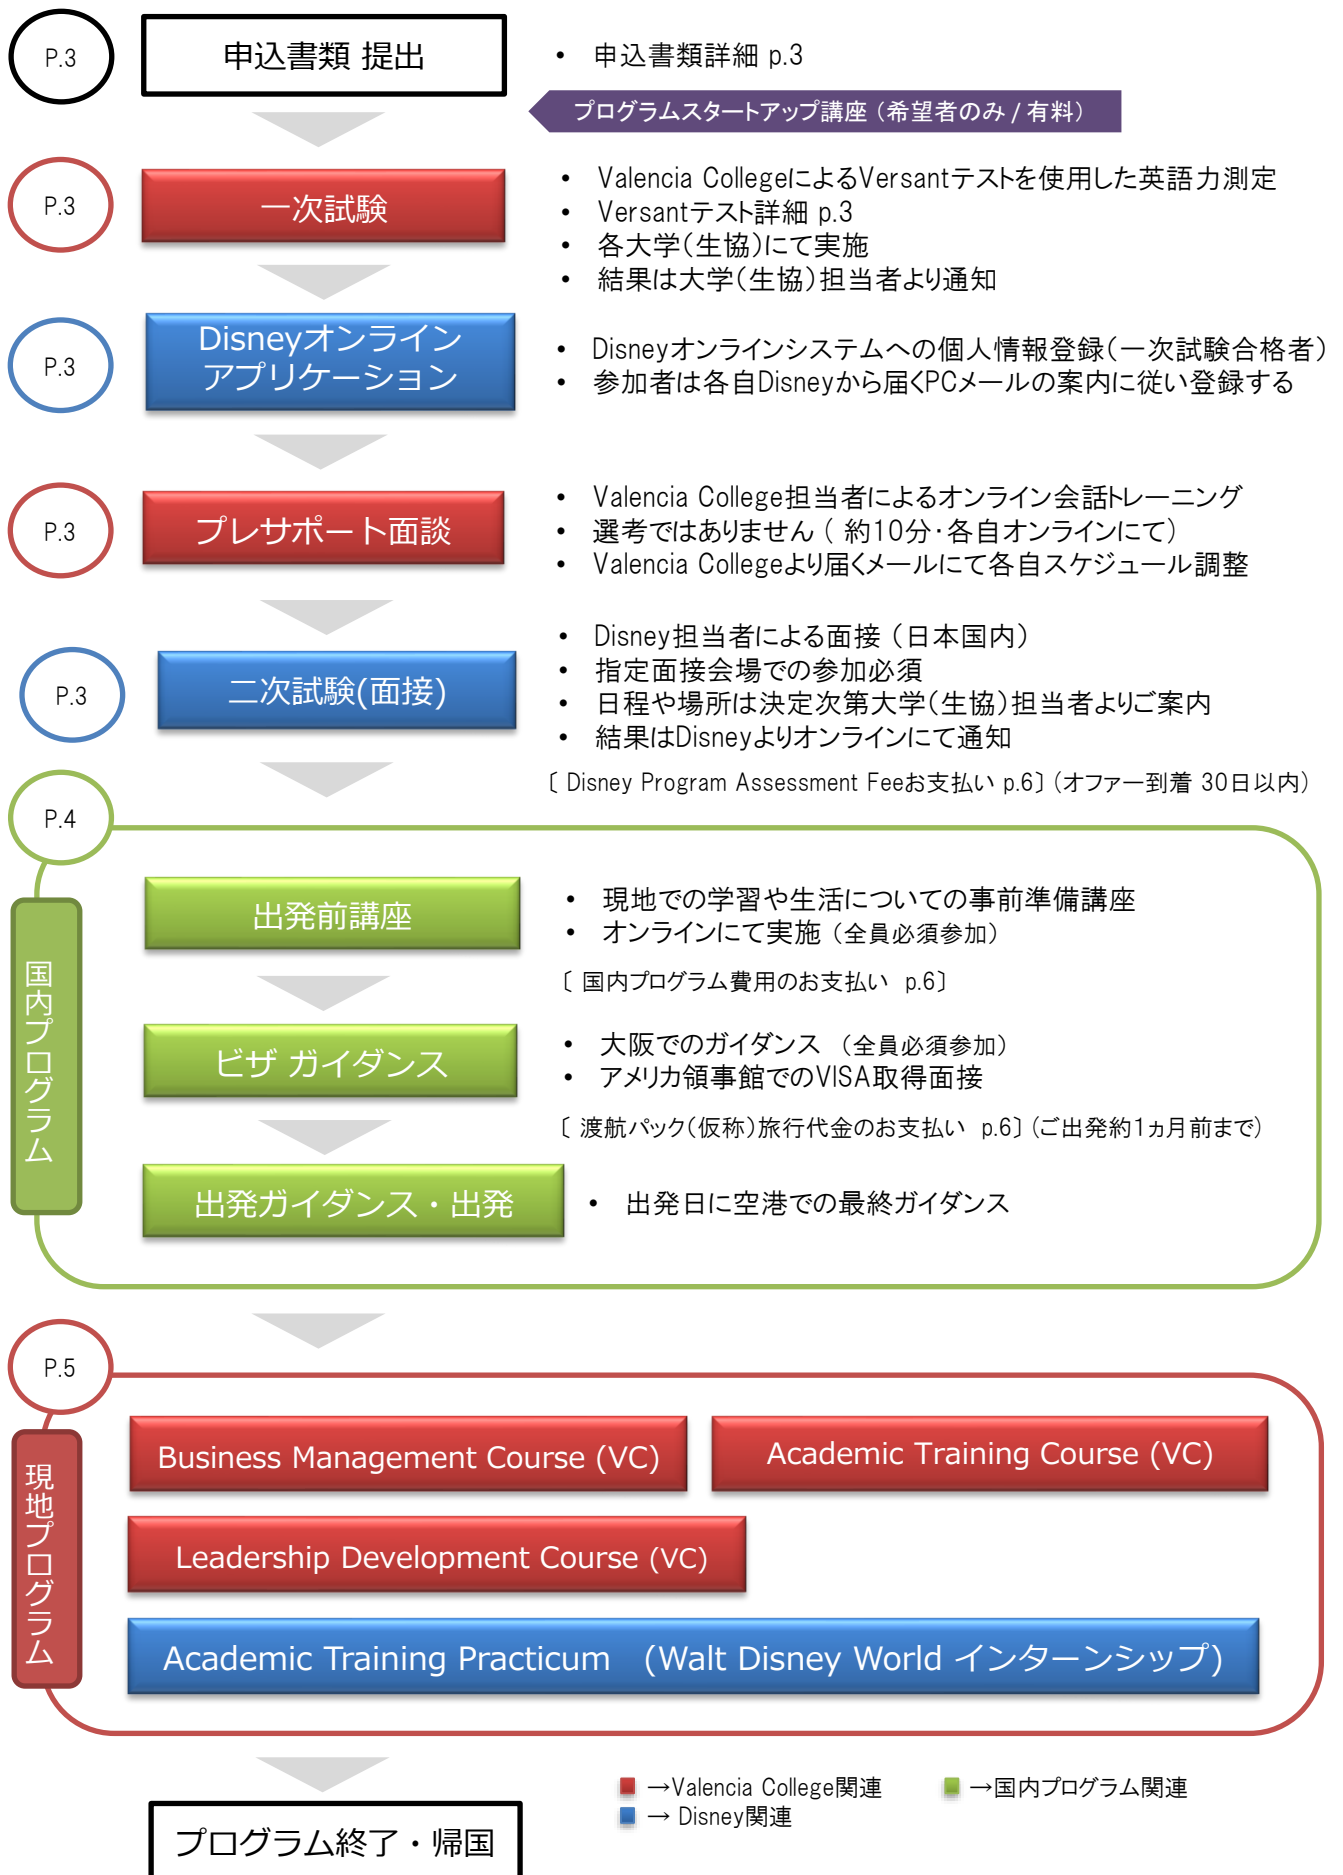 P.3
申込書類 提出
• 申込書類詳細 p.3
プログラムスタートアップ講座（希望者のみ / 有料）
P.3
一次試験
• Valencia CollegeによるVersantテストを使用した英語力測定
• Versantテスト詳細 p.3
• 各大学（生協）にて実施
• 結果は大学（生協）担当者より通知
P.3
Disneyオンライン
アプリケーション
• Disneyオンラインシステムへの個人情報登録（一次試験合格者）
• 参加者は各自Disneyから届くPCメールの案内に従い登録する
P.3
プレサポート面談
• Valencia College担当者によるオンライン会話トレーニング
• 選考ではありません（ 約10分・各自オンラインにて）
• Valencia Collegeより届くメールにて各自スケジュール調整
P.3
二次試験(面接)
• Disney担当者による面接 （日本国内）
• 指定面接会場での参加必須
• 日程や場所は決定次第大学（生協）担当者よりご案内
• 結果はDisneyよりオンラインにて通知
〔 Disney Program Assessment Feeお支払い p.6〕（オファー到着 30日以内）
P.4
国内プログラム
出発前講座
• 現地での学習や生活についての事前準備講座
• オンラインにて実施 （全員必須参加）
〔 国内プログラム費用のお支払い p.6〕
ビザ ガイダンス
• 大阪でのガイダンス （全員必須参加）
• アメリカ領事館でのVISA取得面接
〔 渡航パック（仮称）旅行代金のお支払い p.6〕（ご出発約1ヵ月前まで）
出発ガイダンス・出発
• 出発日に空港での最終ガイダンス
P.5
現地プログラム
Business Management Course (VC)
Academic Training Course (VC)
Leadership Development Course (VC)
Academic Training Practicum （Walt Disney World インターンシップ）
→Valencia College関連
→国内プログラム関連
→ Disney関連
プログラム終了・帰国